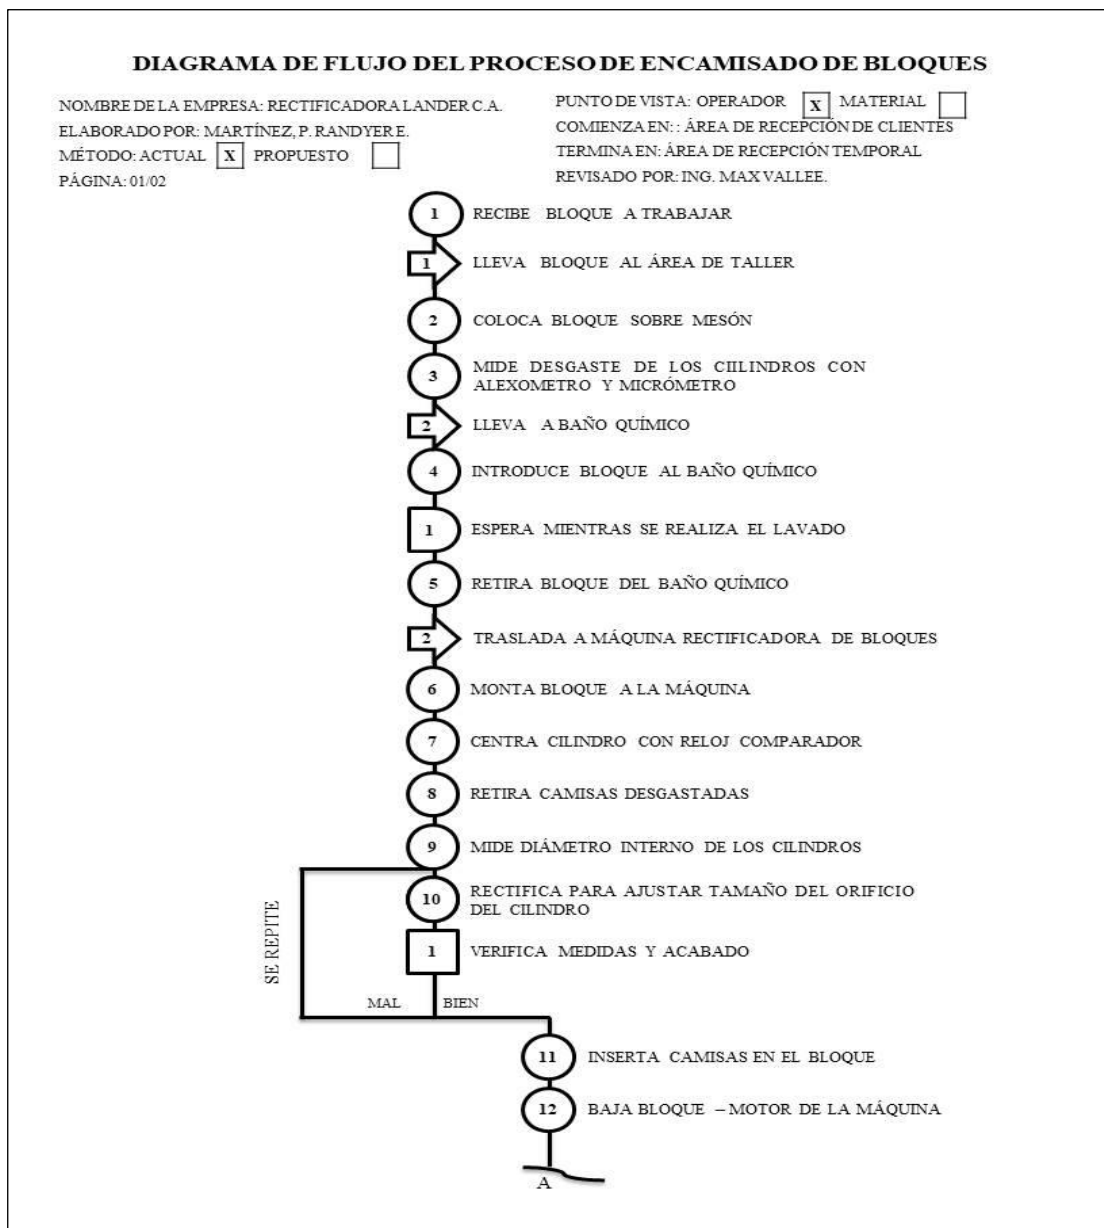 DIAGRAMA DE FLUJO DEL PROCESO DE ENCAMISADO DE BLOQUES
NOMBRE DE LA EMPRESA: RECTIFICADORA LANDER C.A.
ELABORADO POR: MARTÍNEZ, P. RANDYER E.
MÉTODO: ACTUAL X PROPUESTO
PÁGINA: 01/02
PUNTO DE VISTA: OPERADOR X MATERIAL
COMIENZA EN: : ÁREA DE RECEPCIÓN DE CLIENTES
TERMINA EN: ÁREA DE RECEPCIÓN TEMPORAL
REVISADO POR: ING. MAX VALLEE.
1 RECIBE BLOQUE A TRABAJAR
1 LLEVA BLOQUE AL ÁREA DE TALLER
2 COLOCA BLOQUE SOBRE MESÓN
3 MIDE DESGASTE DE LOS CIILINDROS CON
ALEXOMETRO Y MICRÓMETRO
2 LLEVA A BAÑO QUÍMICO
4 INTRODUCE BLOQUE AL BAÑO QUÍMICO
1 ESPERA MIENTRAS SE REALIZA EL LAVADO
5 RETIRA BLOQUE DEL BAÑO QUÍMICO
2 TRASLADA A MÁQUINA RECTIFICADORA DE BLOQUES
6 MONTA BLOQUE A LA MÁQUINA
7 CENTRA CILINDRO CON RELOJ COMPARADOR
8 RETIRA CAMISAS DESGASTADAS
9 MIDE DIÁMETRO INTERNO DE LOS CILINDROS
10 RECTIFICA PARA AJUSTAR TAMAÑO DEL ORIFICIO
DEL CILINDRO
SE REPITE
1 VERIFICA MEDIDAS Y ACABADO
MAL BIEN
11 INSERTA CAMISAS EN EL BLOQUE
12 BAJA BLOQUE – MOTOR DE LA MÁQUINA
A